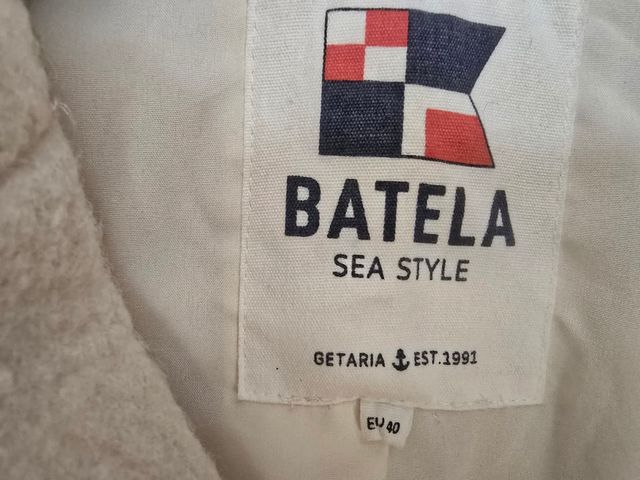 BATELA
SEA STYLE
GETARIA EST.1991
EU 40